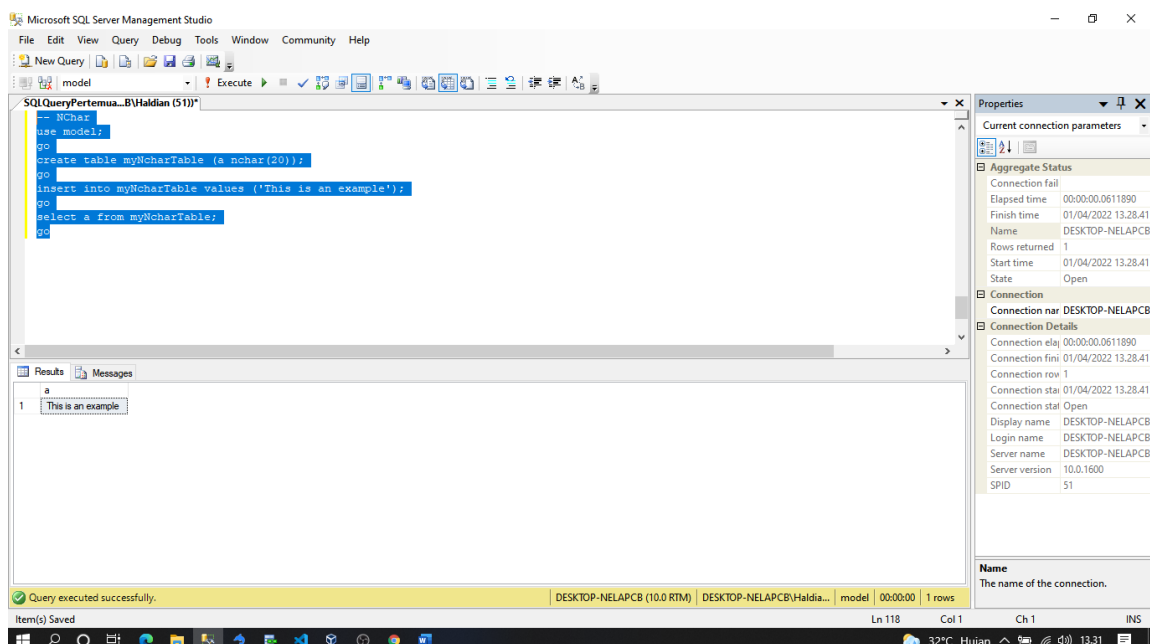 Microsoft SQL Server Management Studio
File Edit View Query Debug Tools Window Community Help
New Query
model Execute
SQLQueryPertemua...B\Haldian (51))*
-- NChar
use model;
go
create table myNcharTable (a nchar(20));
go
insert into myNcharTable values ('This is an example');
go
select a from myNcharTable;
go
Results Messages
a
1 This is an example
Query executed successfully. DESKTOP-NELAPCB (10.0 RTM) DESKTOP-NELAPCB\Haldia... model 00:00:00 1 rows
Properties
Current connection parameters
Aggregate Status
Connection fail
Elapsed time 00:00:00.0611890
Finish time 01/04/2022 13.28.41
Name DESKTOP-NELAPCB
Rows returned 1
Start time 01/04/2022 13.28.41
State Open
Connection
Connection nar DESKTOP-NELAPCB
Connection Details
Connection elap 00:00:00.0611890
Connection fini 01/04/2022 13.28.41
Connection row 1
Connection star 01/04/2022 13.28.41
Connection stat Open
Display name DESKTOP-NELAPCB
Login name DESKTOP-NELAPCB
Server name DESKTOP-NELAPCB
Server version 10.0.1600
SPID 51
Name
The name of the connection.
Item(s) Saved Ln 118 Col 1 Ch 1 INS
32°C Hujan 13.31